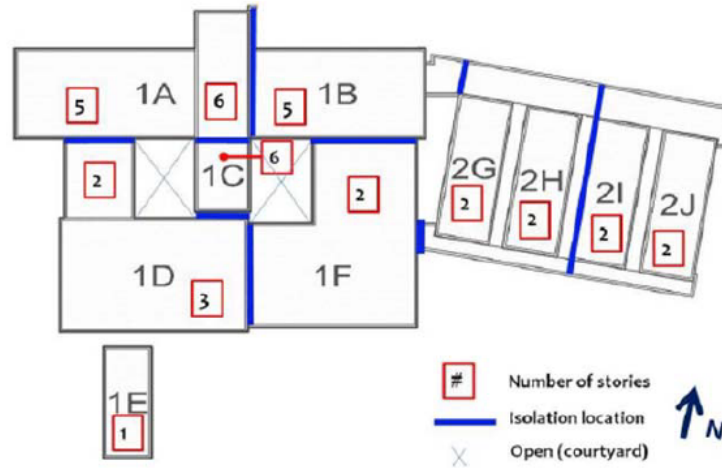 5 1A 6 5 1B
2 1C 6 2 2G 2H 2I 2J
2 2 2 2
1D 3 1F
1E
1
# Number of stories
Isolation location
Open (courtyard)
N